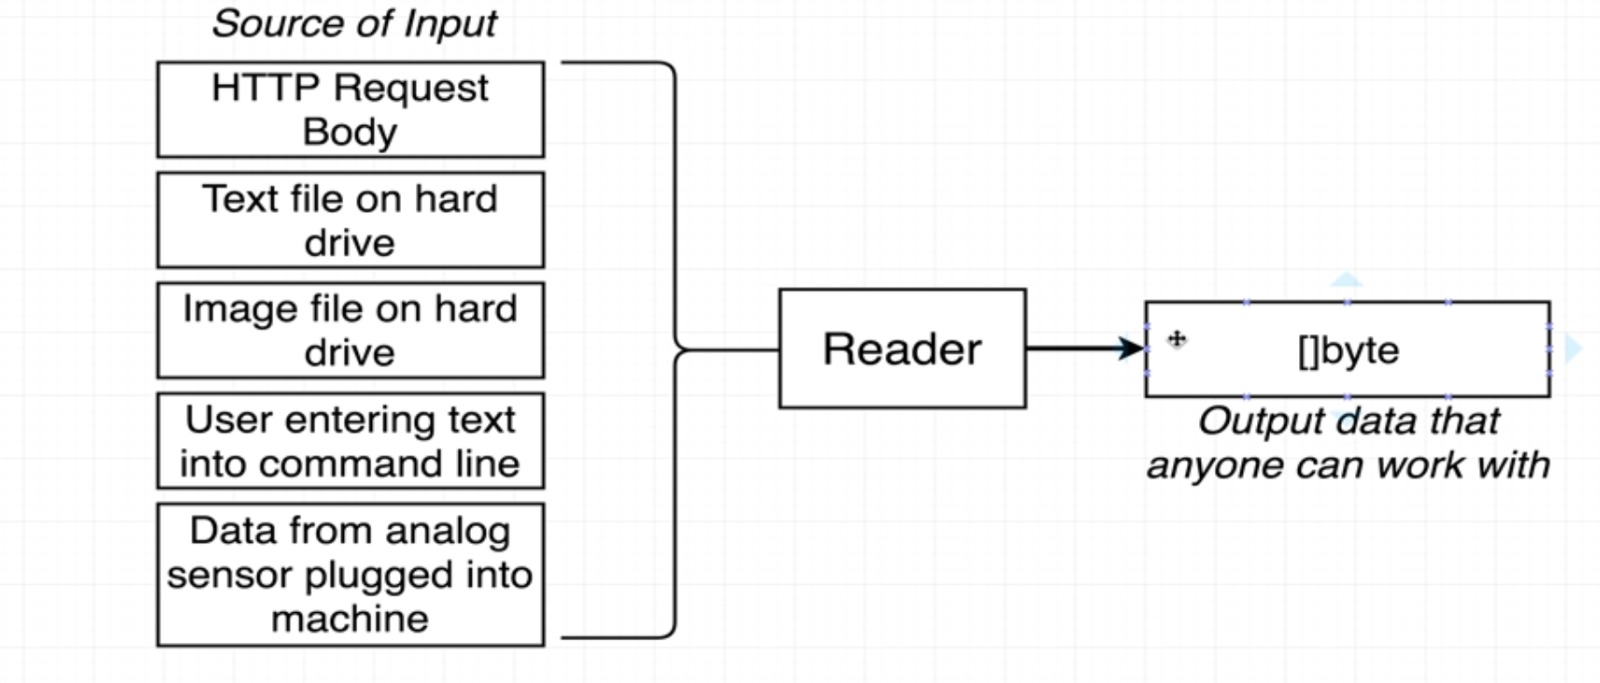 Source of Input
HTTP Request
Body
Text file on hard
drive
Image file on hard
drive
User entering text
into command line
Data from analog
sensor plugged into
machine
Reader
[]byte
Output data that
anyone can work with